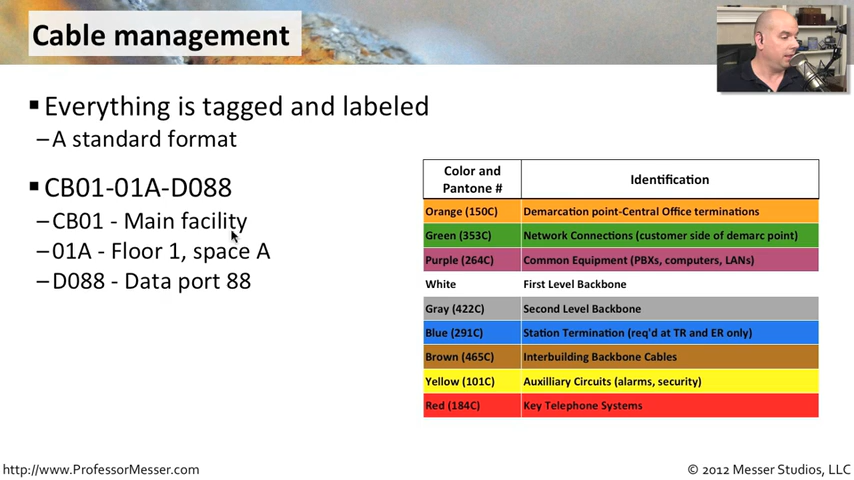 Cable management
▪Everything is tagged and labeled
–A standard format
▪CB01-01A-D088
–CB01 - Main facility
–01A - Floor 1, space A
–D088 - Data port 88
Color and Pantone # Identification
Orange (150C) Demarcation point-Central Office terminations
Green (353C) Network Connections (customer side of demarc point)
Purple (264C) Common Equipment (PBXs, computers, LANs)
White First Level Backbone
Gray (422C) Second Level Backbone
Blue (291C) Station Termination (req'd at TR and ER only)
Brown (465C) Interbuilding Backbone Cables
Yellow (101C) Auxilliary Circuits (alarms, security)
Red (184C) Key Telephone Systems
http://www.ProfessorMesser.com © 2012 Messer Studios, LLC